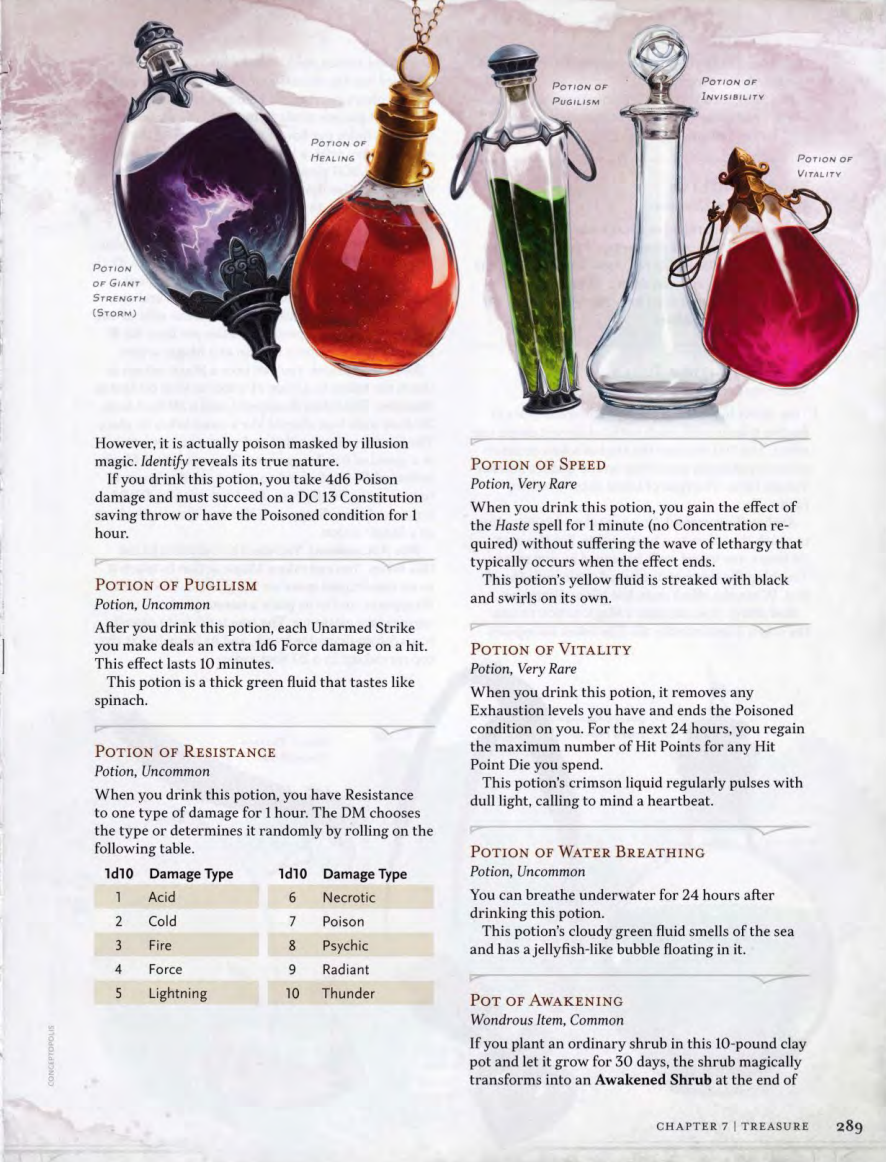 POTION OF
PUGILISM
POTION OF
INVISIBILITY
POTION OF
HEALING
POTION OF
VITALITY
POTION
OF GIANT
STRENGTH
(STORM)
However, it is actually poison masked by illusion
magic. Identify reveals its true nature.
If you drink this potion, you take 4d6 Poison
damage and must succeed on a DC 13 Constitution
saving throw or have the Poisoned condition for 1
hour.
POTION OF PUGILISM
Potion, Uncommon
After you drink this potion, each Unarmed Strike
you make deals an extra 1d6 Force damage on a hit.
This effect lasts 10 minutes.
This potion is a thick green fluid that tastes like
spinach.
POTION OF RESISTANCE
Potion, Uncommon
When you drink this potion, you have Resistance
to one type of damage for 1 hour. The DM chooses
the type or determines it randomly by rolling on the
following table.
1d10 Damage Type 1d10 Damage Type
1 Acid 6 Necrotic
2 Cold 7 Poison
3 Fire 8 Psychic
4 Force 9 Radiant
5 Lightning 10 Thunder
POTION OF SPEED
Potion, Very Rare
When you drink this potion, you gain the effect of
the Haste spell for 1 minute (no Concentration re-
quired) without suffering the wave of lethargy that
typically occurs when the effect ends.
This potion's yellow fluid is streaked with black
and swirls on its own.
POTION OF VITALITY
Potion, Very Rare
When you drink this potion, it removes any
Exhaustion levels you have and ends the Poisoned
condition on you. For the next 24 hours, you regain
the maximum number of Hit Points for any Hit
Point Die you spend.
This potion's crimson liquid regularly pulses with
dull light, calling to mind a heartbeat.
POTION OF WATER BREATHING
Potion, Uncommon
You can breathe underwater for 24 hours after
drinking this potion.
This potion's cloudy green fluid smells of the sea
and has a jellyfish-like bubble floating in it.
POT OF AWAKENING
Wondrous Item, Common
If you plant an ordinary shrub in this 10-pound clay
pot and let it grow for 30 days, the shrub magically
transforms into an Awakened Shrub at the end of
CONCEPTOPOLIS
CHAPTER 7 | TREASURE 289